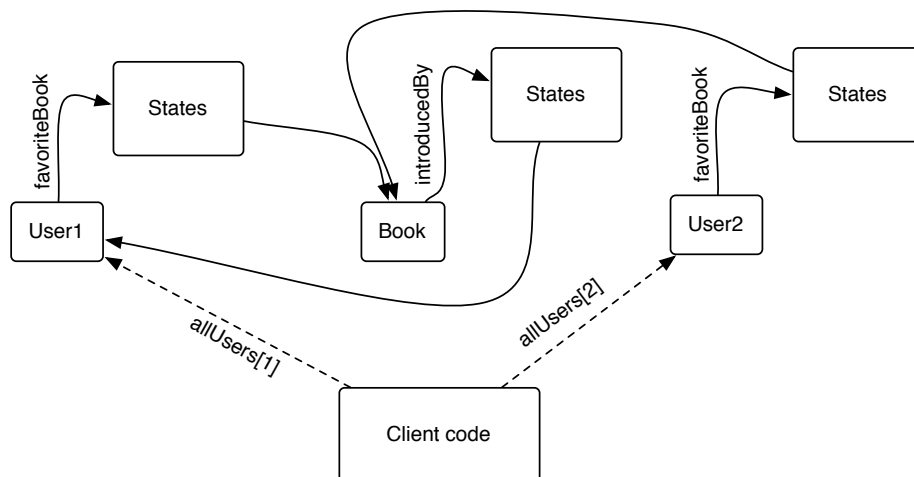 favoriteBook
States
introducedBy
States
favoriteBook
States
User1
Book
User2
allUsers[1]
allUsers[2]
Client code